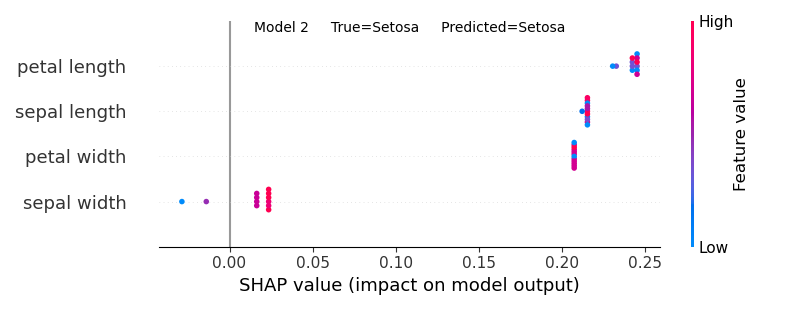 Model 2 True=Setosa Predicted=Setosa
High
petal length
sepal length
petal width
sepal width
Feature value
Low
0.00 0.05 0.10 0.15 0.20 0.25
SHAP value (impact on model output)